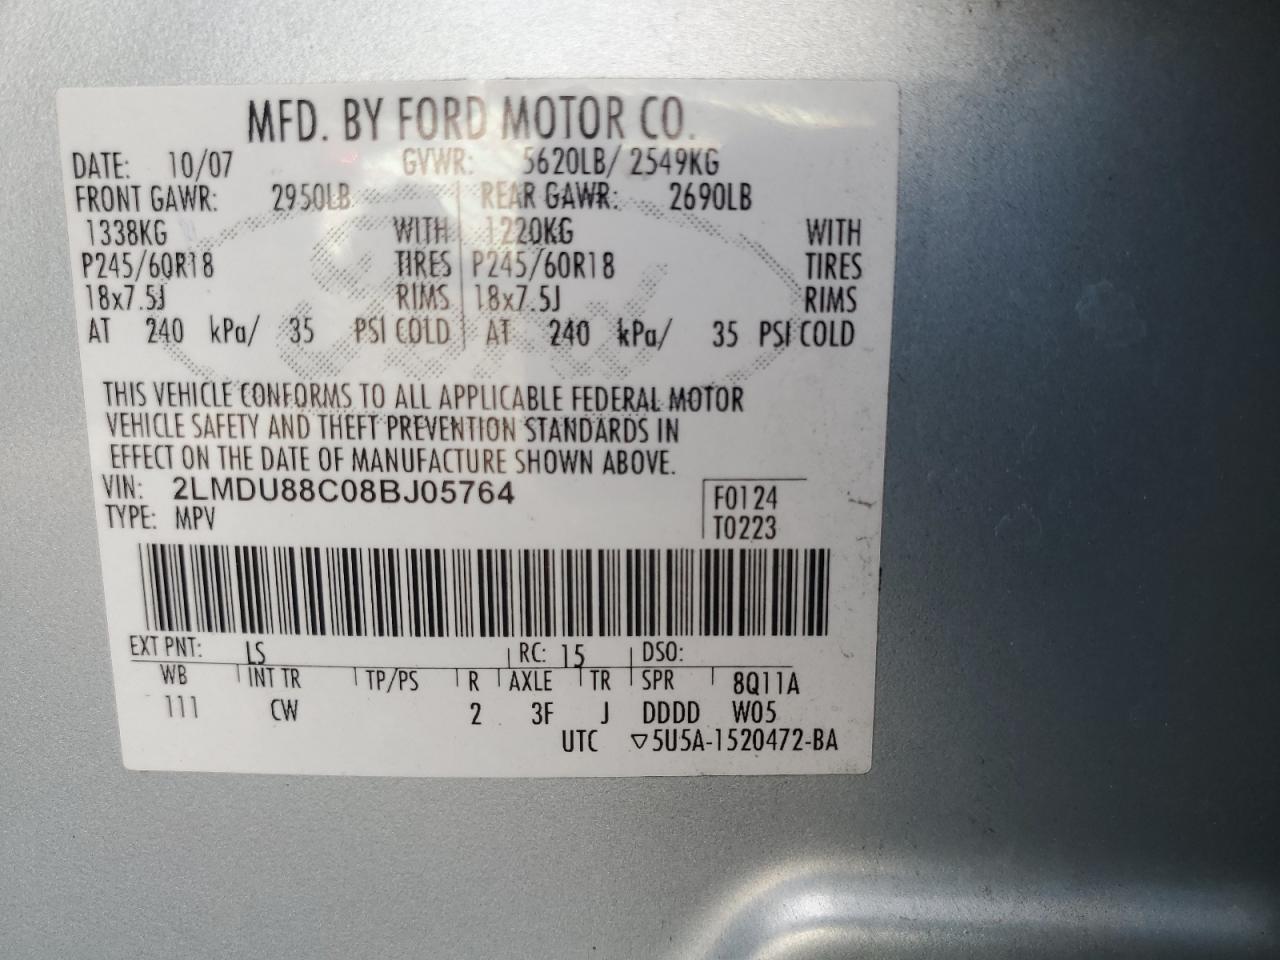 MFD. BY FORD MOTOR CO.
DATE: 10/07 GVWR: 5620LB/ 2549KG
FRONT GAWR: 2950LB REAR GAWR: 2690LB
1338KG WITH 1220KG WITH
P245/60R18 TIRES P245/60R18 TIRES
18x7.5J RIMS 18x7.5J RIMS
AT 240 kPa/ 35 PSI COLD AT 240 kPa/ 35 PSI COLD
THIS VEHICLE CONFORMS TO ALL APPLICABLE FEDERAL MOTOR
VEHICLE SAFETY AND THEFT PREVENTION STANDARDS IN
EFFECT ON THE DATE OF MANUFACTURE SHOWN ABOVE.
VIN: 2LMDU88C08BJ05764 F0124
TYPE: MPV T0223
EXT PNT: LS RC: 15 DSO:
WB INT TR TP/PS R AXLE TR SPR 8Q11A
111 CW 2 3F J DDDD W05
UTC ▽5U5A-1520472-BA